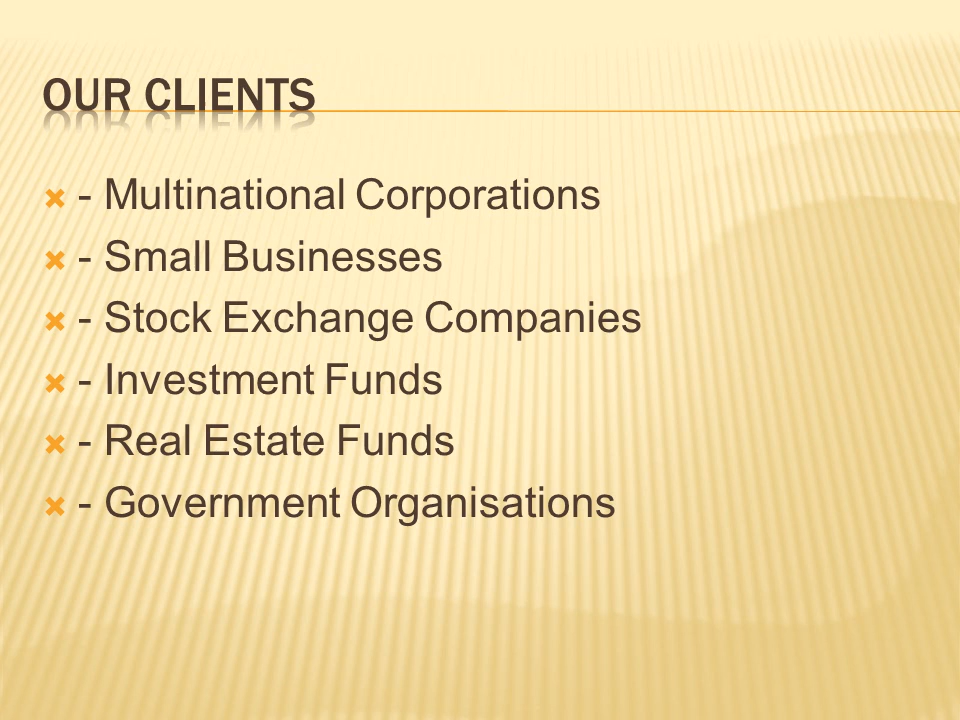 OUR CLIENTS
- Multinational Corporations
- Small Businesses
- Stock Exchange Companies
- Investment Funds
- Real Estate Funds
- Government Organisations